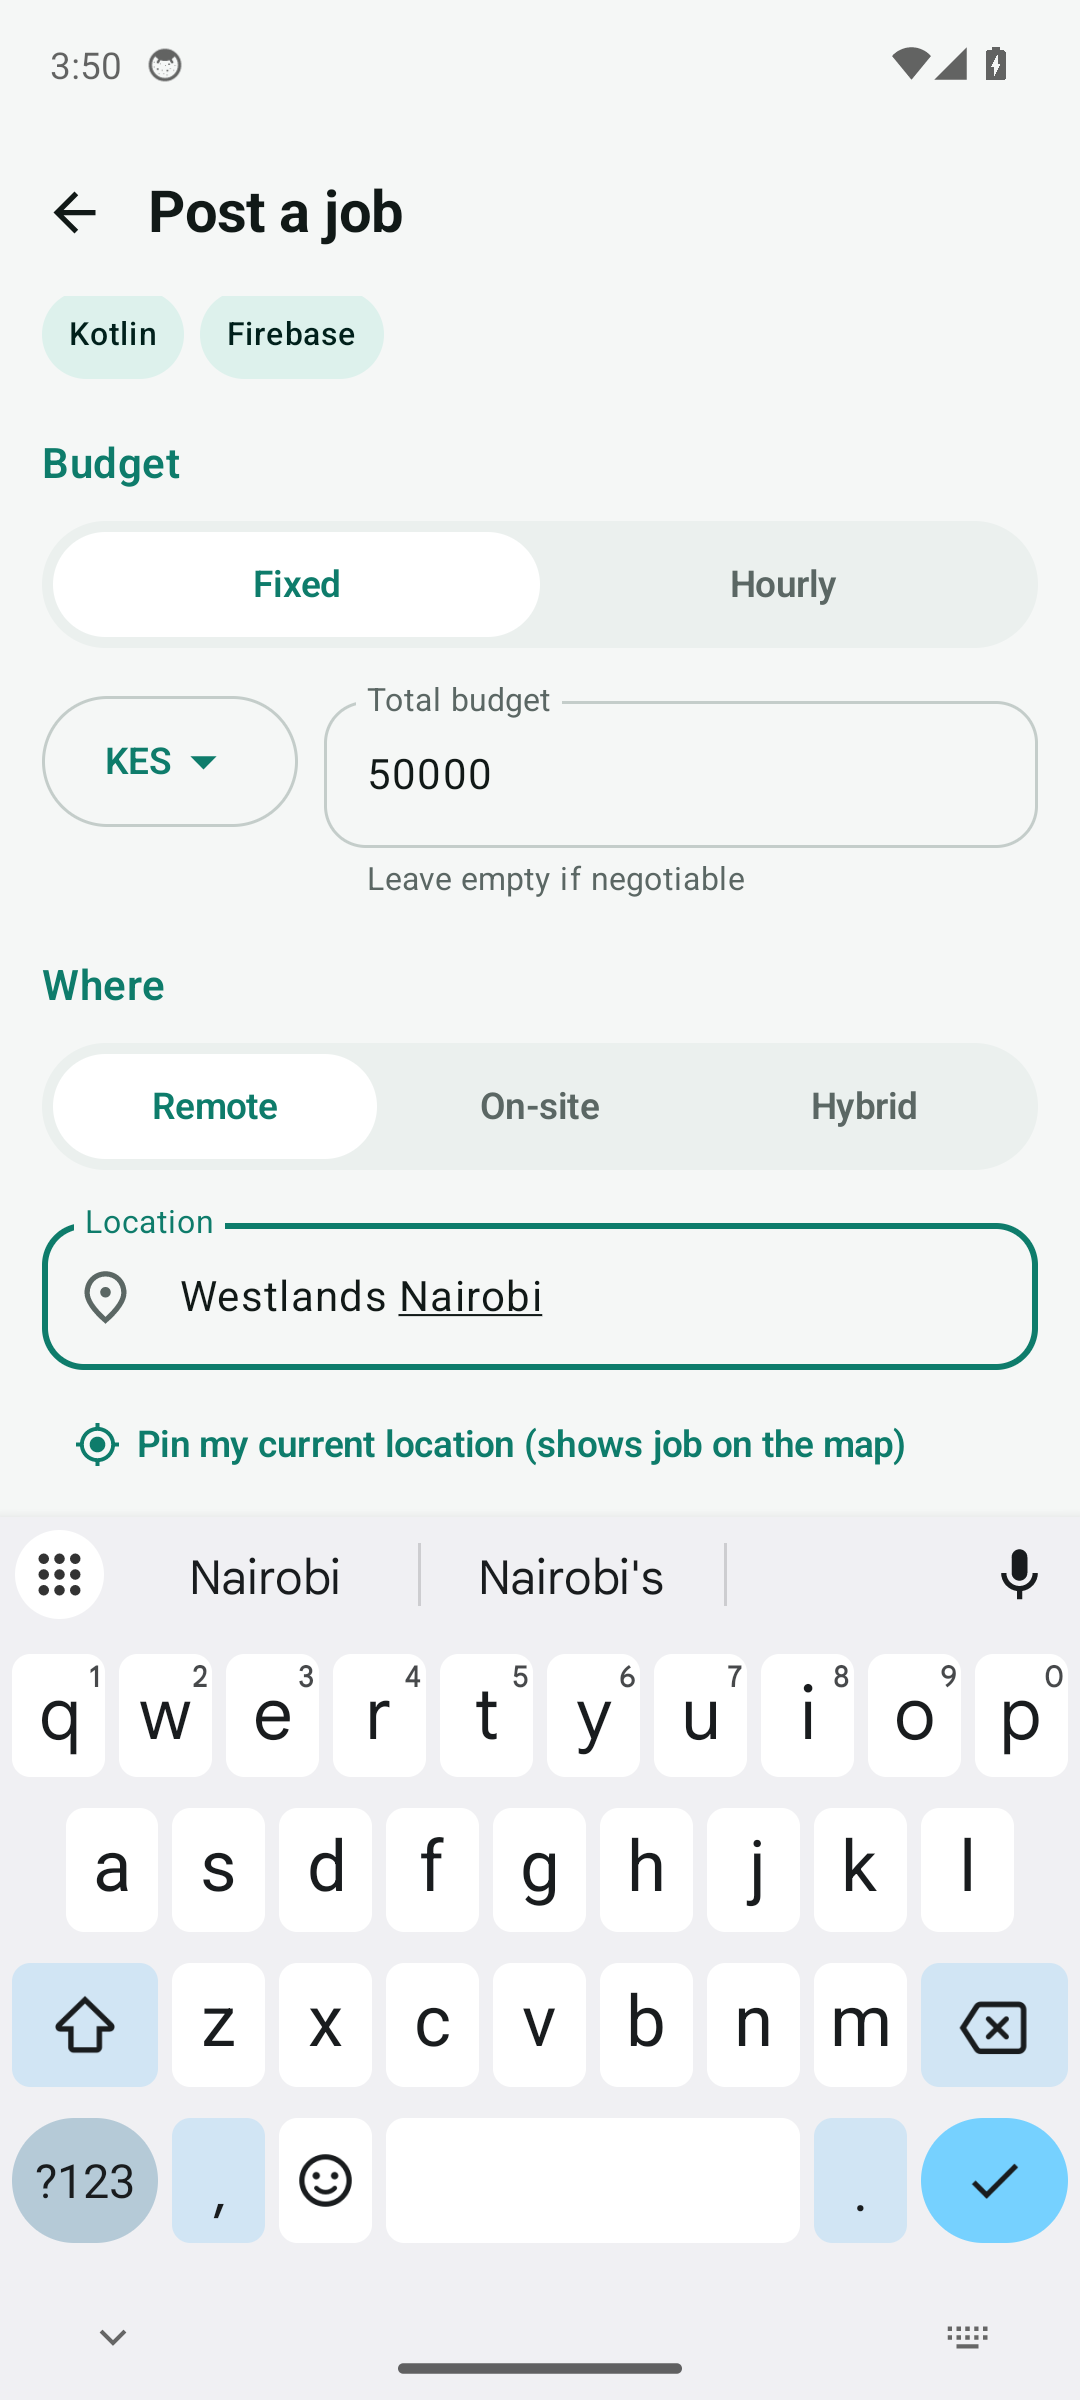 3:50
Post a job
Kotlin Firebase
Budget
Fixed Hourly
Total budget
KES 50000
Leave empty if negotiable
Where
Remote On-site Hybrid
Location
Westlands Nairobi
Pin my current location (shows job on the map)
Nairobi Nairobi's
q1 w2 e3 r4 t5 y6 u7 i8 o9 p0
a s d f g h j k l
z x c v b n m
?123 , .